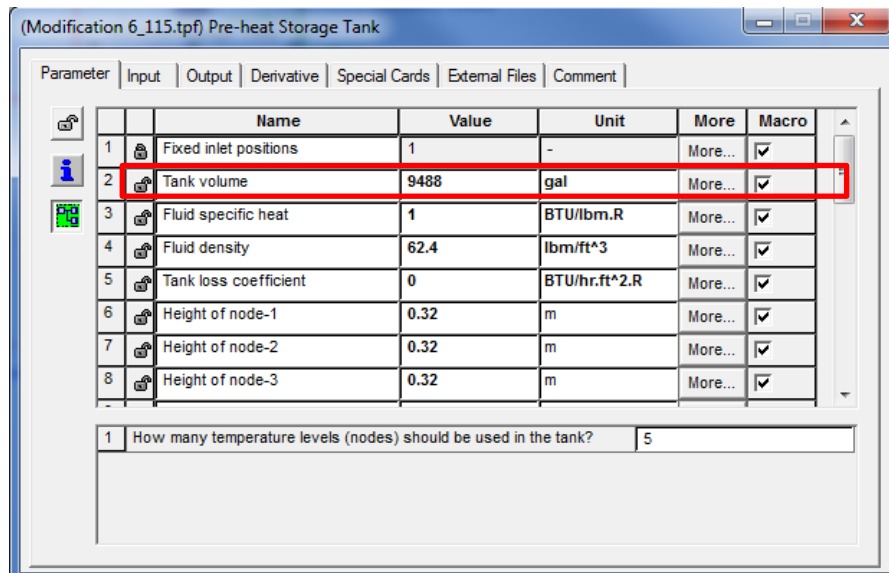 (Modification 6_115.tpf) Pre-heat Storage Tank
Parameter Input Output Derivative Special Cards External Files Comment
Name Value Unit More Macro
1 Fixed inlet positions 1 - More...
2 Tank volume 9488 gal More...
3 Fluid specific heat 1 BTU/lbm.R More...
4 Fluid density 62.4 lbm/ft^3 More...
5 Tank loss coefficient 0 BTU/hr.ft^2.R More...
6 Height of node-1 0.32 m More...
7 Height of node-2 0.32 m More...
8 Height of node-3 0.32 m More...
1 How many temperature levels (nodes) should be used in the tank? 5